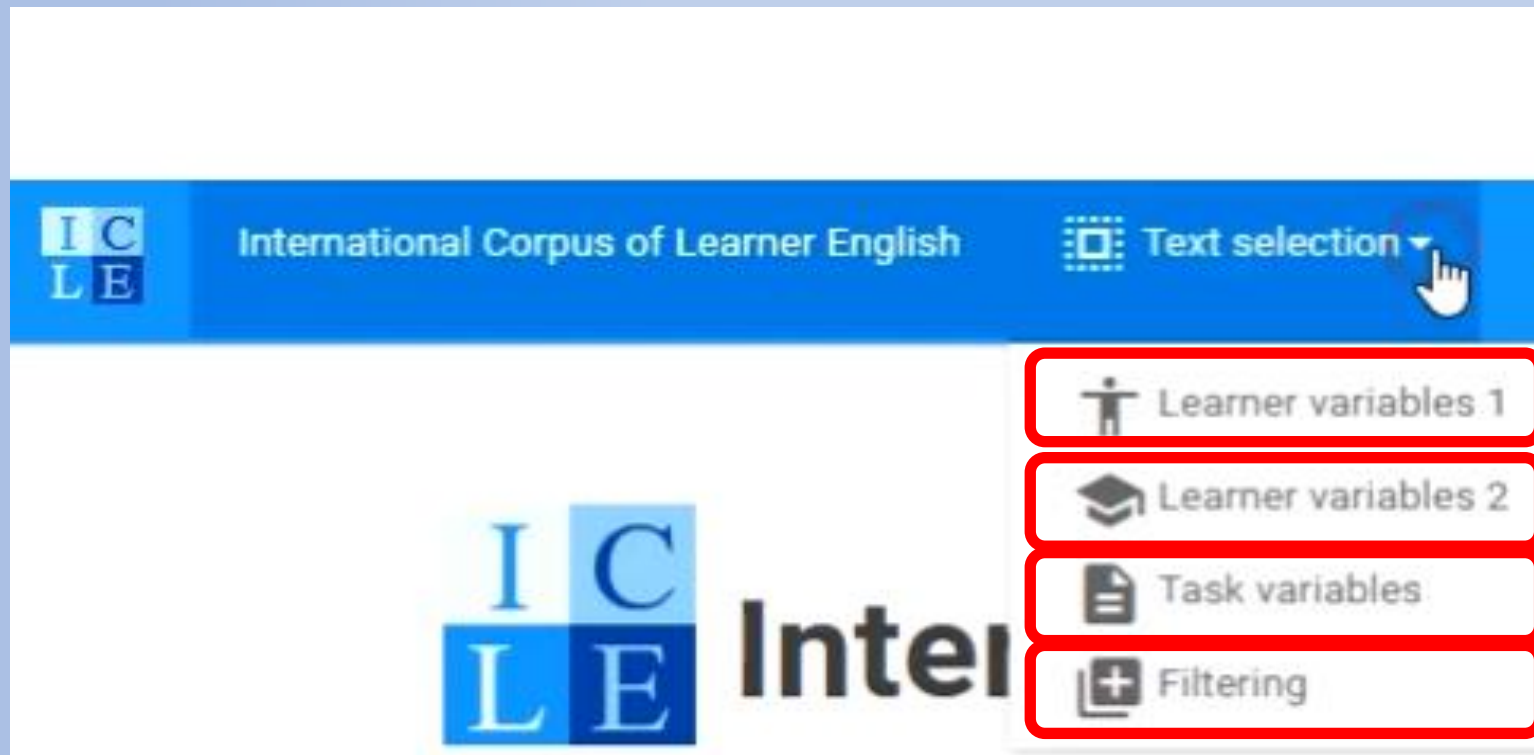 I C
L E
International Corpus of Learner English
Text selection
Learner variables 1
Learner variables 2
Task variables
Filtering
I C
L E
Inter